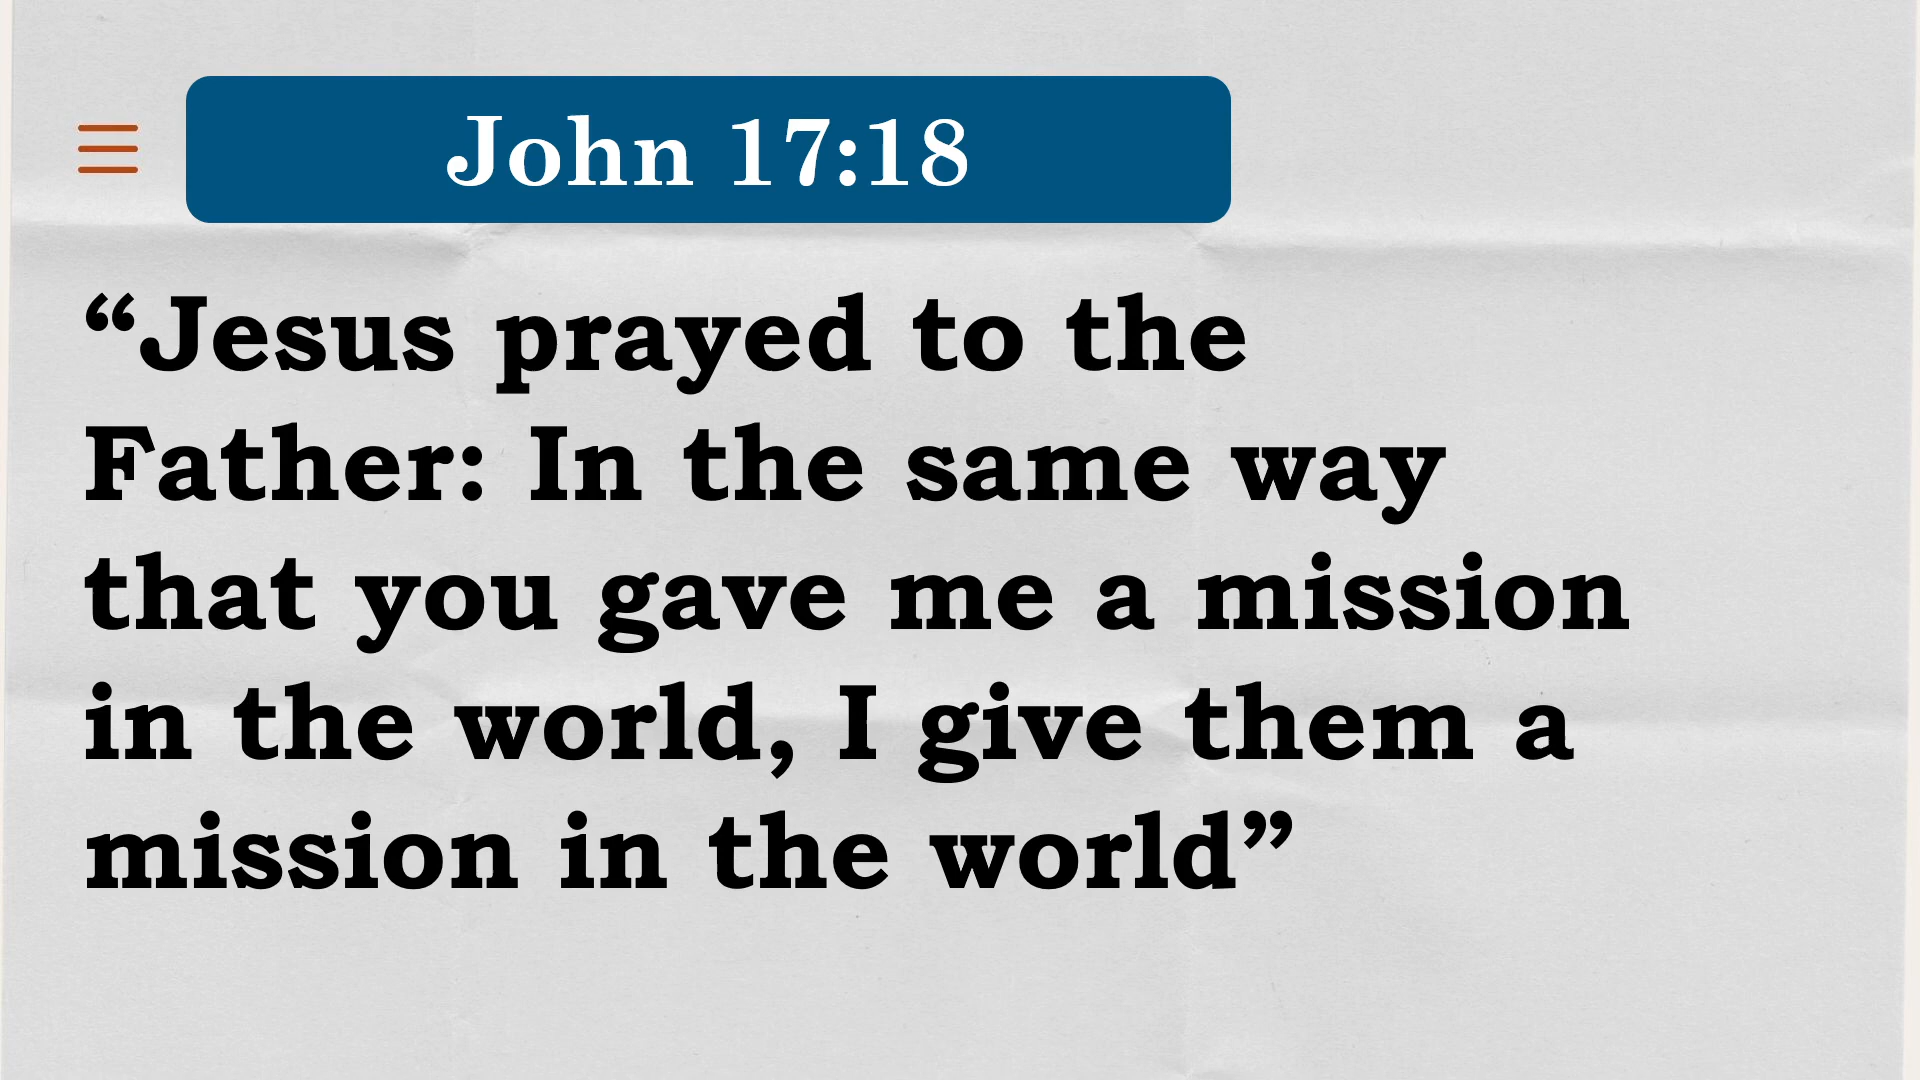 John 17:18
“Jesus prayed to the
Father: In the same way
that you gave me a mission
in the world, I give them a
mission in the world”